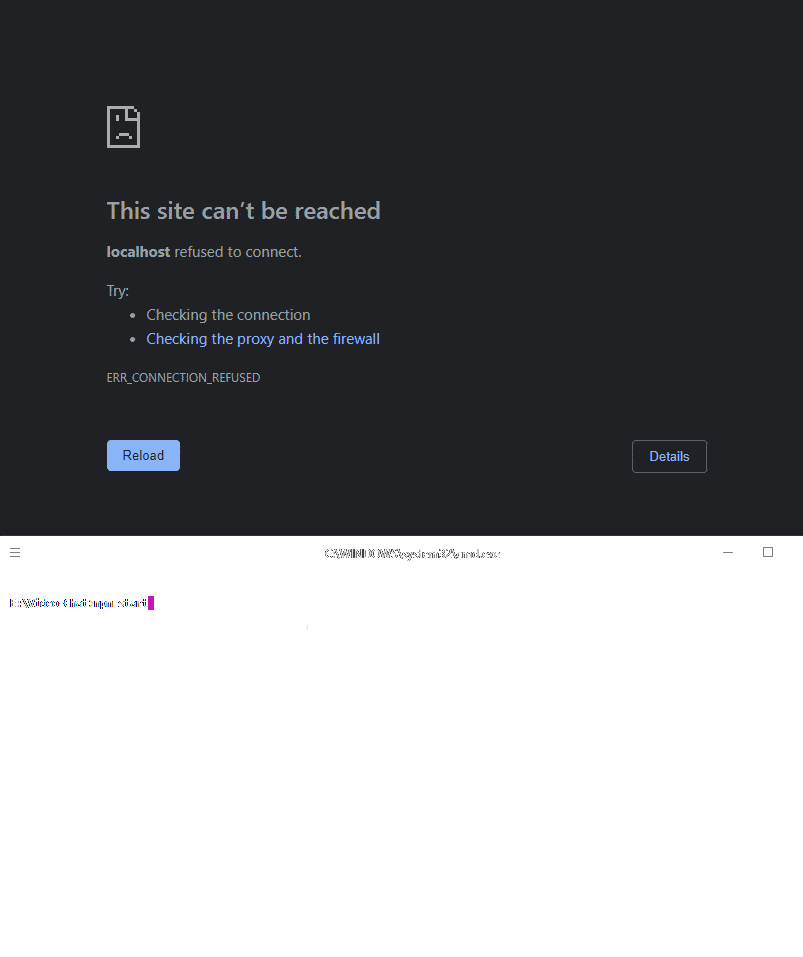 This site can’t be reached
localhost refused to connect.
Try:
Checking the connection
Checking the proxy and the firewall
ERR_CONNECTION_REFUSED
Reload
Details
C:\WINDOWS\system32\cmd.exe
E:\Video Chat>npm start